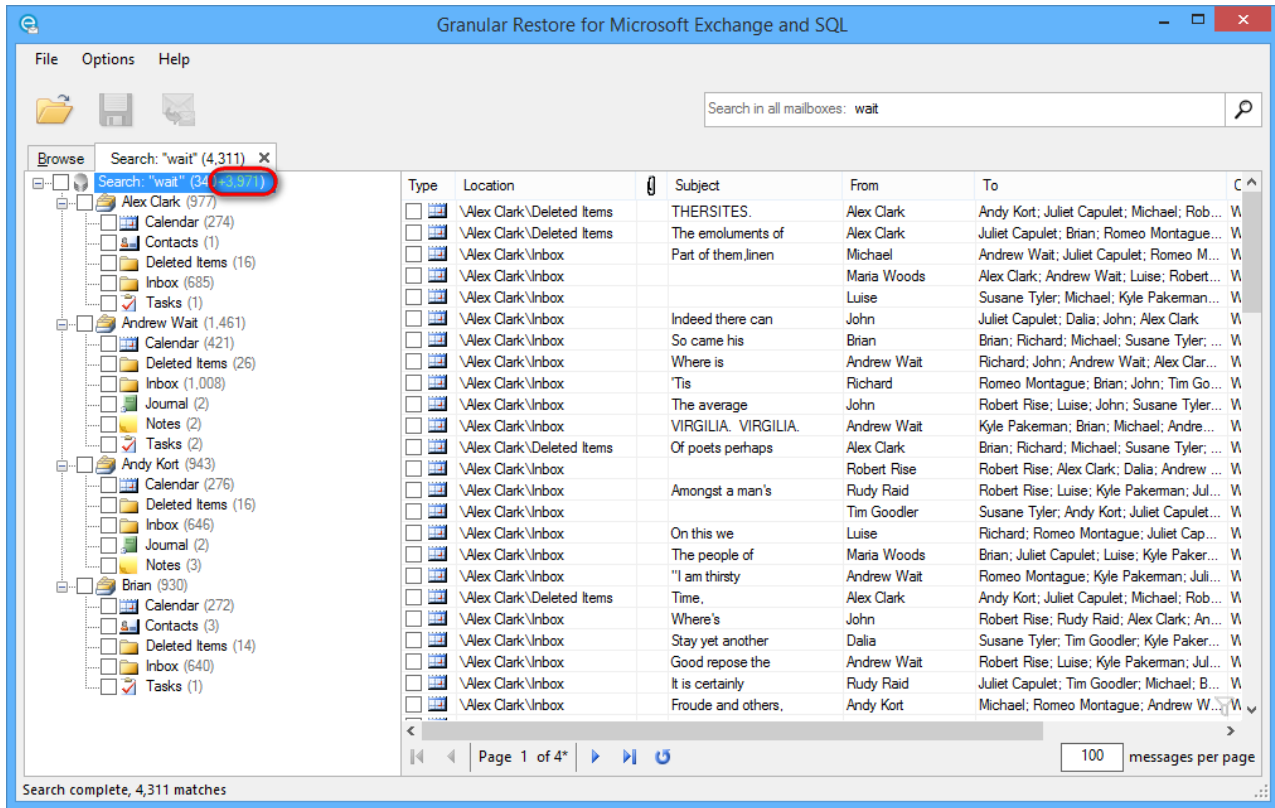 Granular Restore for Microsoft Exchange and SQL
File Options Help
Search in all mailboxes: wait
Browse Search: "wait" (4,311)
Search: "wait" (34 +3,971)
Alex Clark (977)
Calendar (274)
Contacts (1)
Deleted Items (16)
Inbox (685)
Tasks (1)
Andrew Wait (1,461)
Calendar (421)
Deleted Items (26)
Inbox (1,008)
Journal (2)
Notes (2)
Tasks (2)
Andy Kort (943)
Calendar (276)
Deleted Items (16)
Inbox (646)
Journal (2)
Notes (3)
Brian (930)
Calendar (272)
Contacts (3)
Deleted Items (14)
Inbox (640)
Tasks (1)
Type Location Subject From To
\Alex Clark\Deleted Items THERSITES. Alex Clark Andy Kort; Juliet Capulet; Michael; Rob... W
\Alex Clark\Deleted Items The emoluments of Alex Clark Juliet Capulet; Brian; Romeo Montague... W
\Alex Clark\Inbox Part of them,linen Michael Andrew Wait; Juliet Capulet; Romeo M... W
\Alex Clark\Inbox Maria Woods Alex Clark; Andrew Wait; Luise; Robert... W
\Alex Clark\Inbox Luise Susane Tyler; Michael; Kyle Pakerman... W
\Alex Clark\Inbox Indeed there can John Juliet Capulet; Dalia; John; Alex Clark W
\Alex Clark\Inbox So came his Brian Brian; Richard; Michael; Susane Tyler; ... W
\Alex Clark\Inbox Where is Andrew Wait Richard; John; Andrew Wait; Alex Clar... W
\Alex Clark\Inbox 'Tis Richard Romeo Montague; Brian; John; Tim Go... W
\Alex Clark\Inbox The average John Robert Rise; Luise; John; Susane Tyler... W
\Alex Clark\Inbox VIRGILIA. VIRGILIA. Andrew Wait Kyle Pakerman; Brian; Michael; Andre... W
\Alex Clark\Deleted Items Of poets perhaps Alex Clark Brian; Richard; Michael; Susane Tyler; ... W
\Alex Clark\Inbox Robert Rise Robert Rise; Alex Clark; Dalia; Andrew ... W
\Alex Clark\Inbox Amongst a man's Rudy Raid Robert Rise; Luise; Kyle Pakerman; Jul... W
\Alex Clark\Inbox Tim Goodler Susane Tyler; Andy Kort; Juliet Capulet... W
\Alex Clark\Inbox On this we Luise Richard; Romeo Montague; Juliet Cap... W
\Alex Clark\Inbox The people of Maria Woods Brian; Juliet Capulet; Luise; Kyle Paker... W
\Alex Clark\Inbox "I am thirsty Andrew Wait Romeo Montague; Kyle Pakerman; Juli... W
\Alex Clark\Deleted Items Time, Alex Clark Andy Kort; Juliet Capulet; Michael; Rob... W
\Alex Clark\Inbox Where's John Robert Rise; Rudy Raid; Alex Clark; An... W
\Alex Clark\Inbox Stay yet another Dalia Susane Tyler; Tim Goodler; Kyle Paker... W
\Alex Clark\Inbox Good repose the Andrew Wait Robert Rise; Luise; Kyle Pakerman; Jul... W
\Alex Clark\Inbox It is certainly Rudy Raid Juliet Capulet; Tim Goodler; Michael; B... W
\Alex Clark\Inbox Froude and others, Andy Kort Michael; Romeo Montague; Andrew W... W
Page 1 of 4* 100 messages per page
Search complete, 4,311 matches